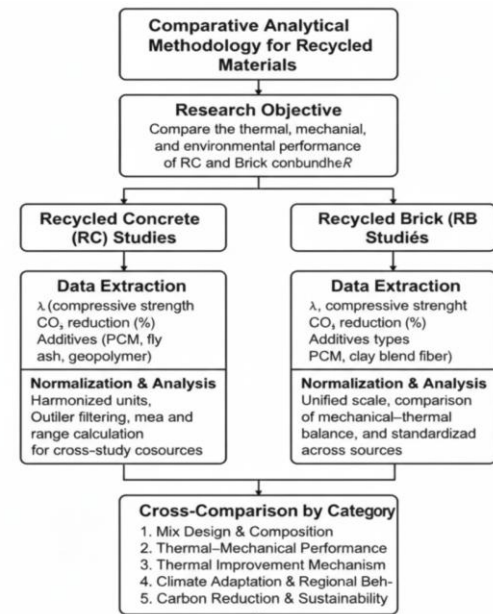 Comparative Analytical
Methodology for Recycled
Materials
Research Objective
Compare the thermal, mechanial,
and environmental performance
of RC and Brick conbundheR
Recycled Concrete
(RC) Studies
Data Extraction
λ (compressive strength
CO₂ reduction (%)
Additives (PCM, fly
ash, geopolymer)
Normalization & Analysis
Harmonized units,
Outiler filtering, mea and
range calculation
for cross-study cosources
Recycled Brick (RB
Studiés
Data Extraction
λ, compressive strenght
CO₂ reduction (%)
Additives types
PCM, clay blend fiber)
Normalization & Analysis
Unified scale, comparison
of mechanical–thermal
balance, and standardizad
across sources
Cross-Comparison by Category
1. Mix Design & Composition
2. Thermal–Mechanical Performance
3. Thermal Improvement Mechanism
4. Climate Adaptation & Regional Beh-
5. Carbon Reduction & Sustainability